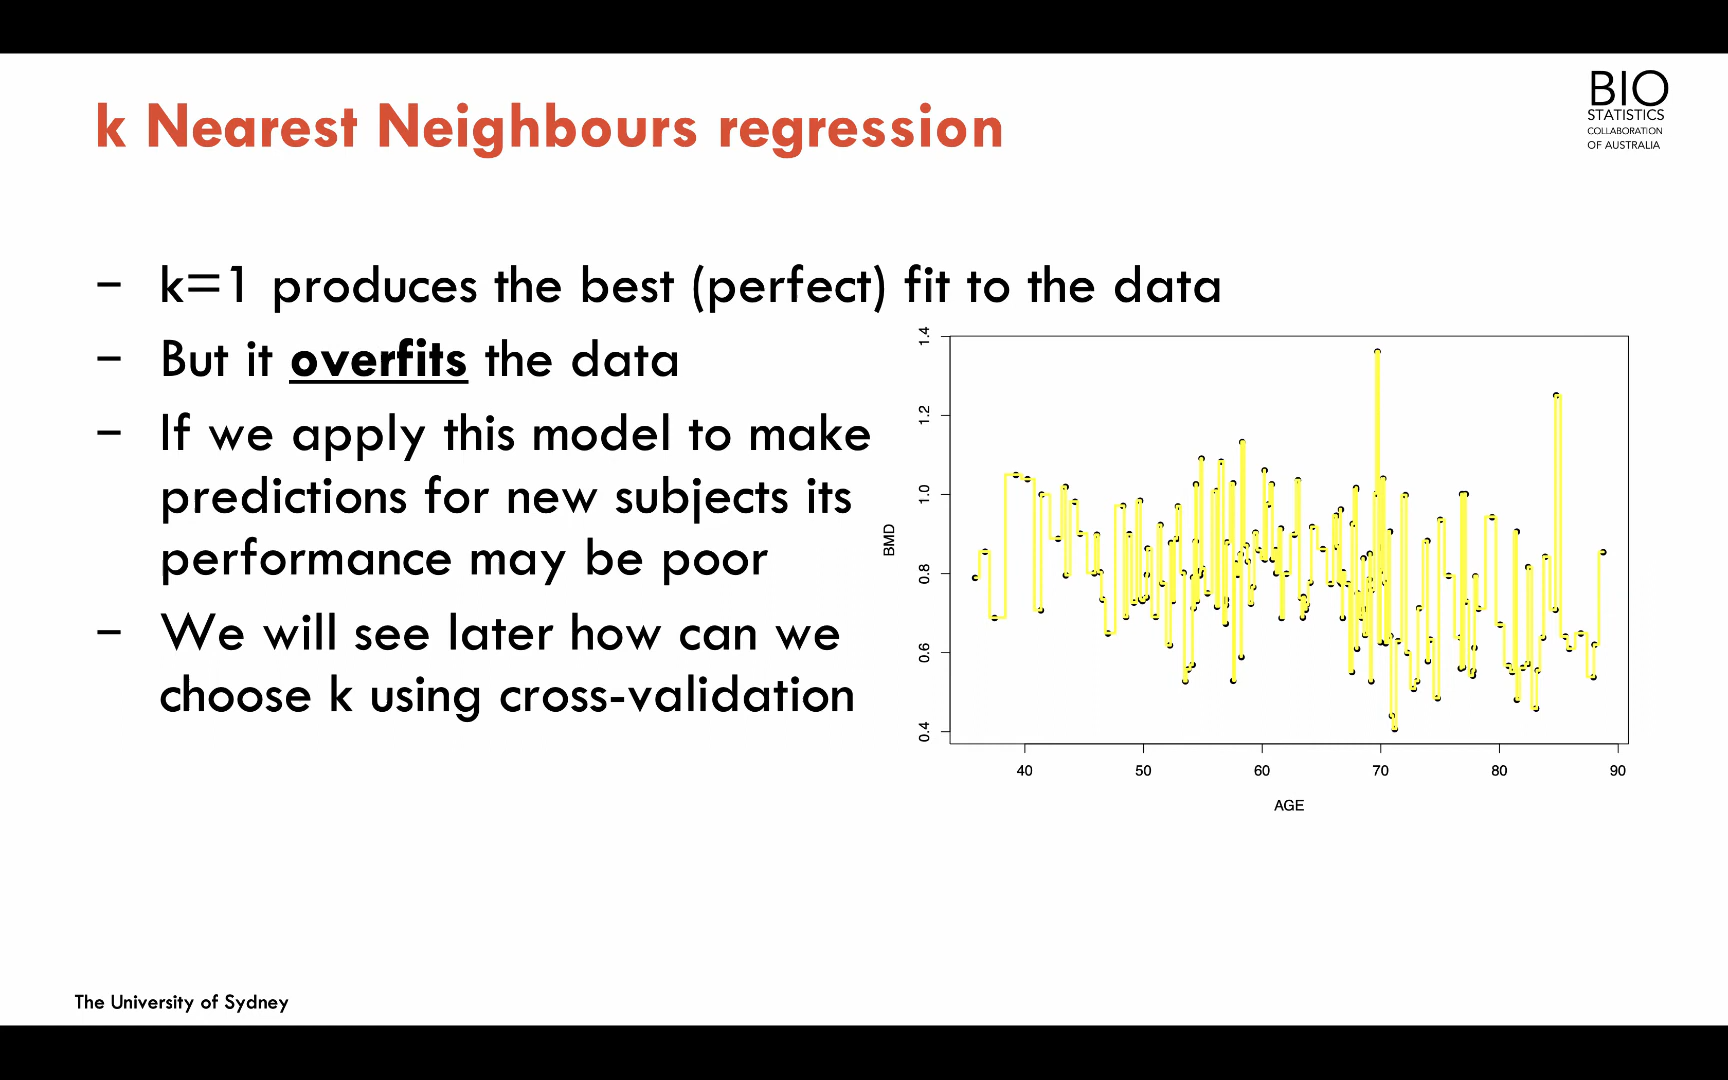 k Nearest Neighbours regression
BIO
STATISTICS
COLLABORATION
OF AUSTRALIA
– k=1 produces the best (perfect) fit to the data
– But it overfits the data
– If we apply this model to make
predictions for new subjects its
performance may be poor
– We will see later how can we
choose k using cross-validation
1.4
1.2
1.0
0.8
0.6
0.4
BMD
40 50 60 70 80 90
AGE
The University of Sydney